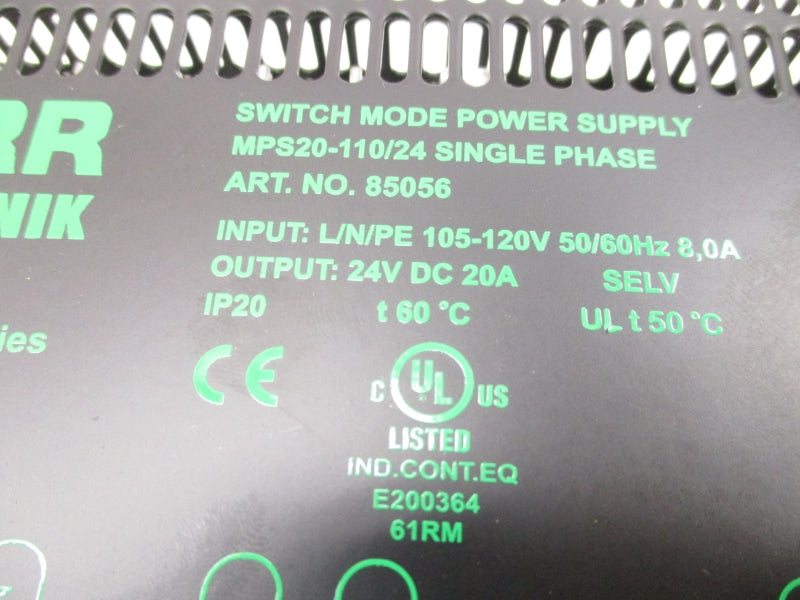 RR
NIK
ies
SWITCH MODE POWER SUPPLY
MPS20-110/24 SINGLE PHASE
ART. NO. 85056
INPUT: L/N/PE 105-120V 50/60Hz 8,0A
OUTPUT: 24V DC 20A SELV
IP20 t 60 °C UL t 50 °C
CE
C UL US
LISTED
IND.CONT.EQ
E200364
61RM